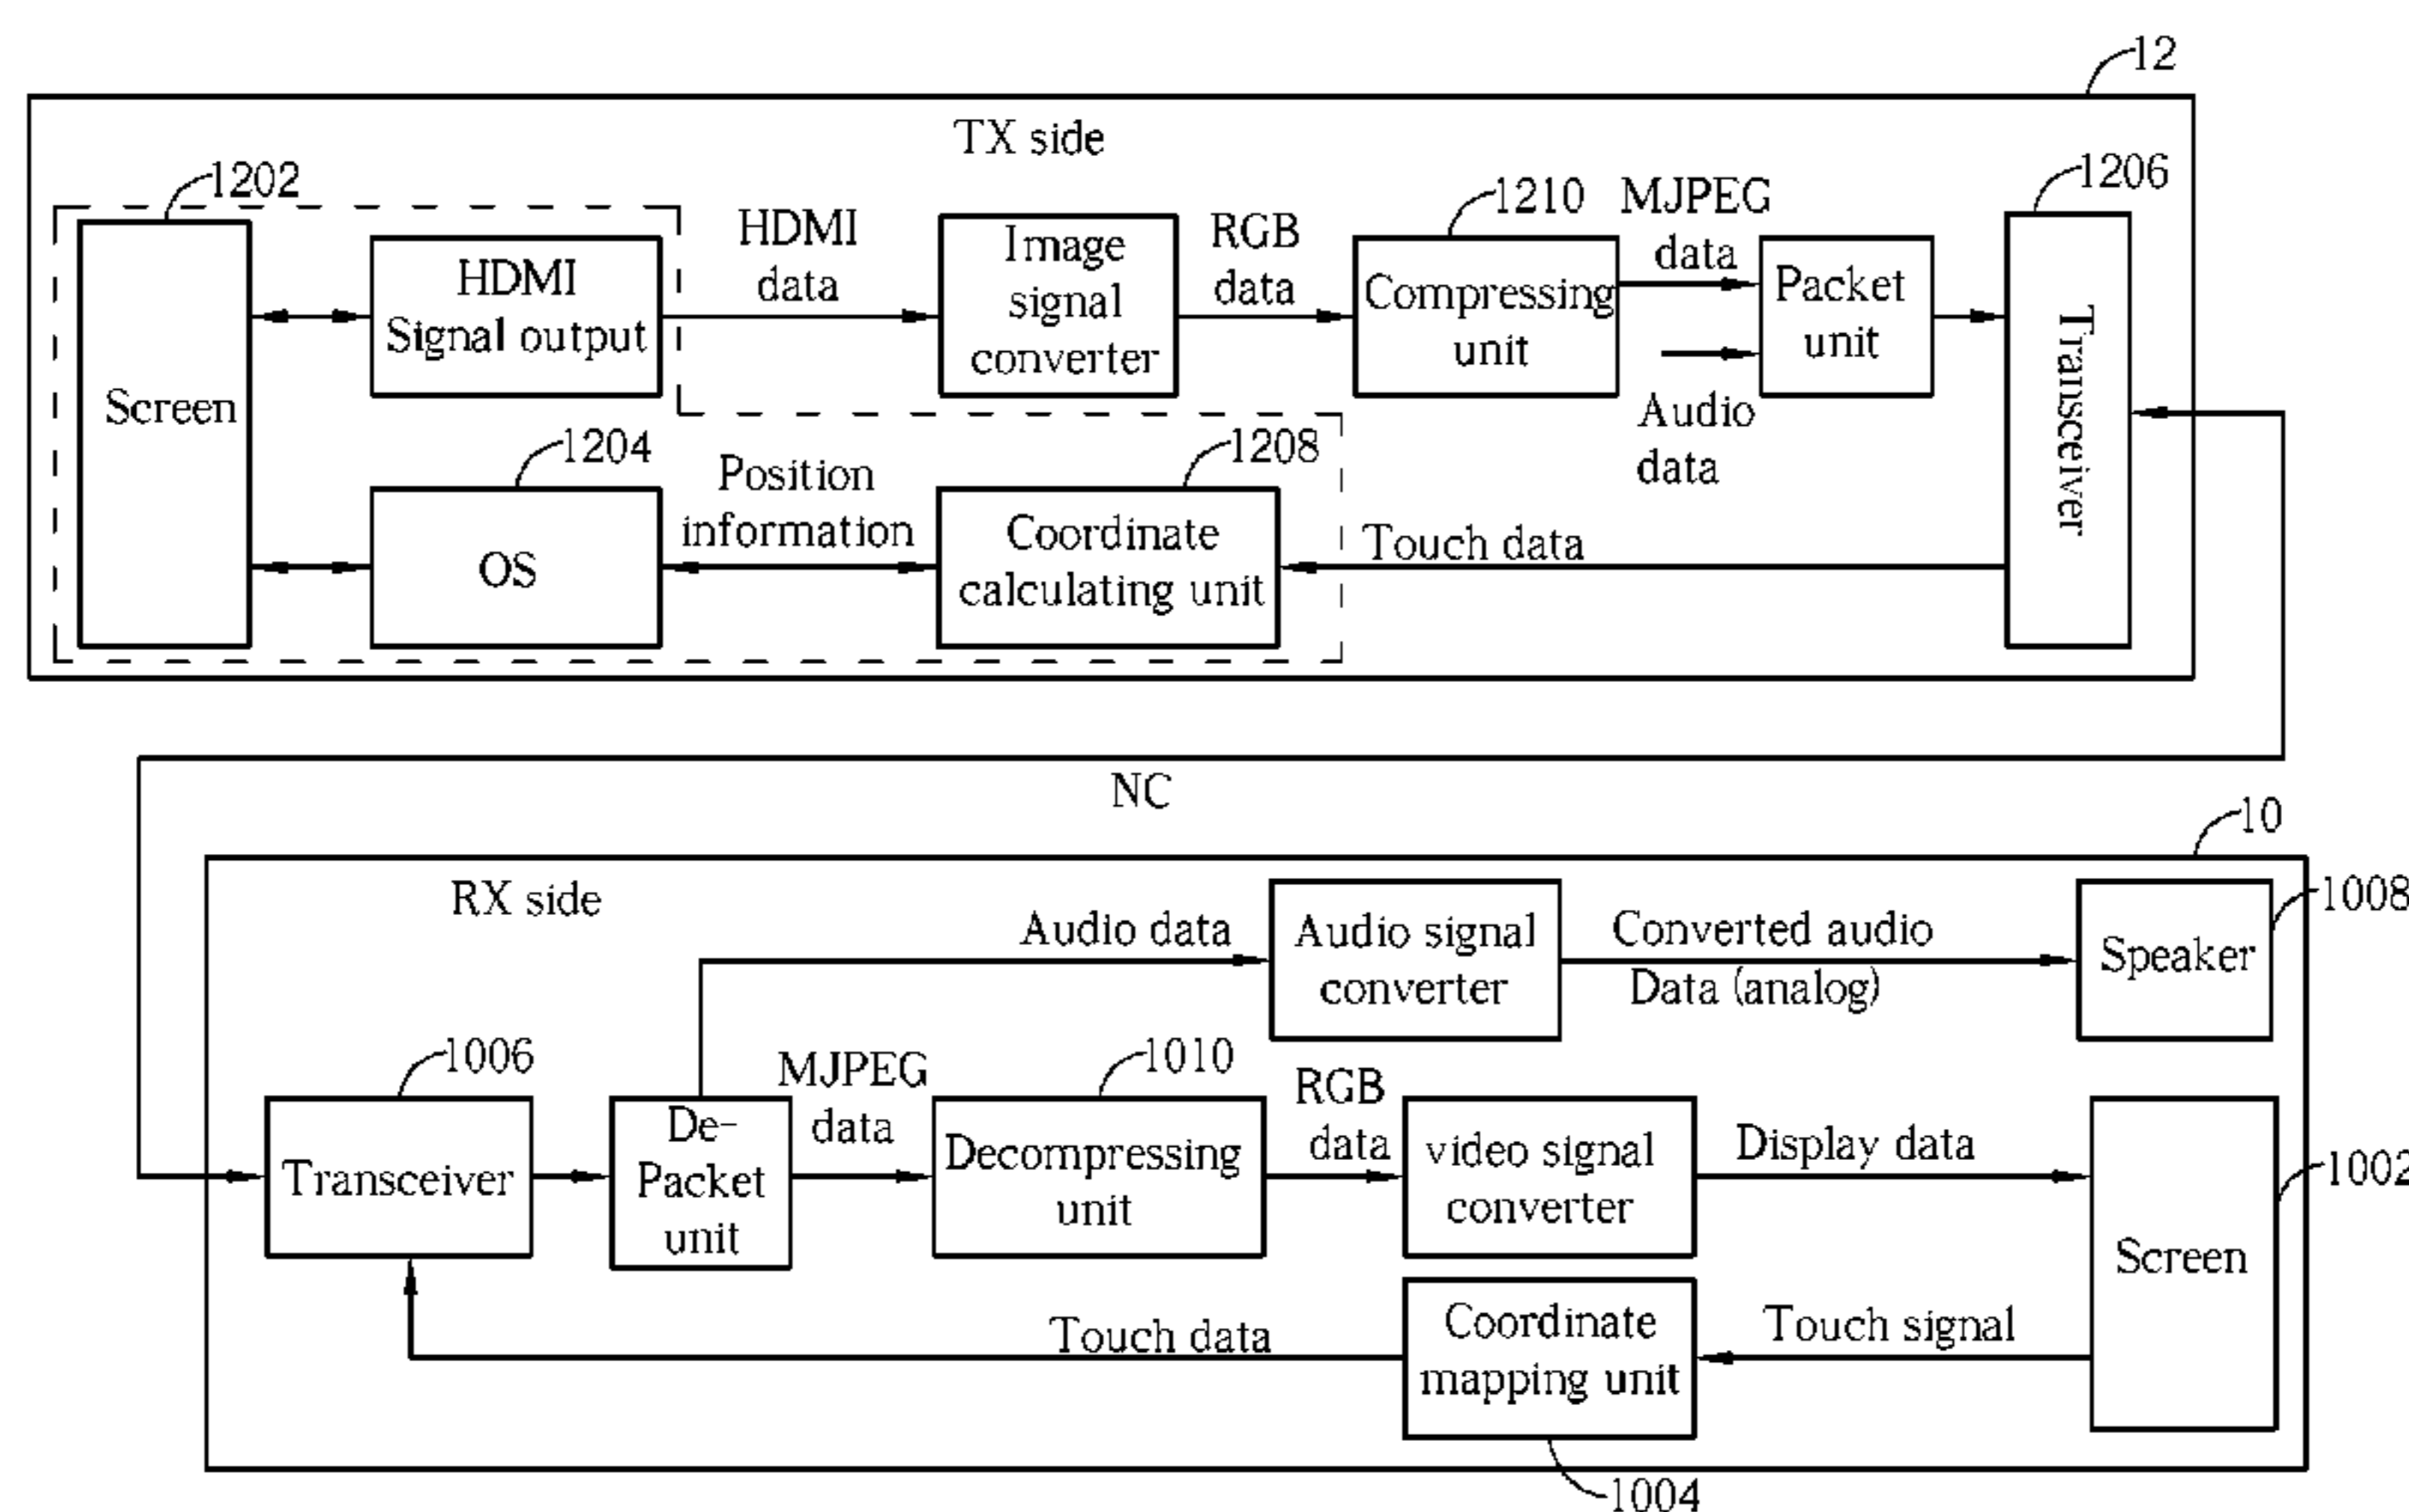 12
TX side
1202
1210
1206
HDMI
data
Image
signal
converter
RGB
data
MJPEG
data
HDMI
Signal output
Compressing
unit
Packet
unit
Transceiver
Screen
Audio
data
1204
1208
Position
information
OS
Coordinate
calculating unit
Touch data
NC
10
RX side
1008
Audio data
Audio signal
converter
Converted audio
Data (analog)
Speaker
1006
1010
MJPEG
data
RGB
data
Transceiver
De-
Packet
unit
Decompressing
unit
video signal
converter
Display data
1002
Screen
Touch data
Coordinate
mapping unit
Touch signal
1004